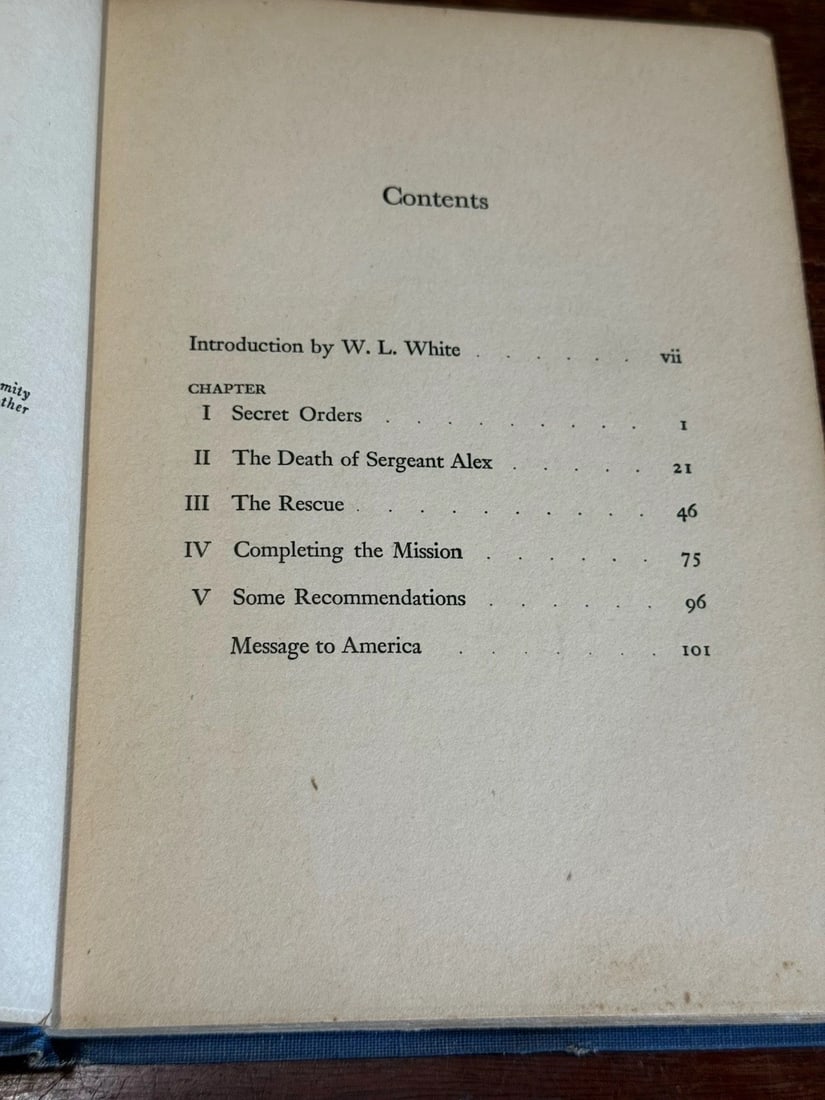 mity
ther
Contents
Introduction by W. L. White . . . . . . vii
CHAPTER
I Secret Orders . . . . . . . . . 1
II The Death of Sergeant Alex . . . . . 21
III The Rescue . . . . . . . . . . 46
IV Completing the Mission . . . . . . 75
V Some Recommendations . . . . . . 96
Message to America . . . . . . . 101